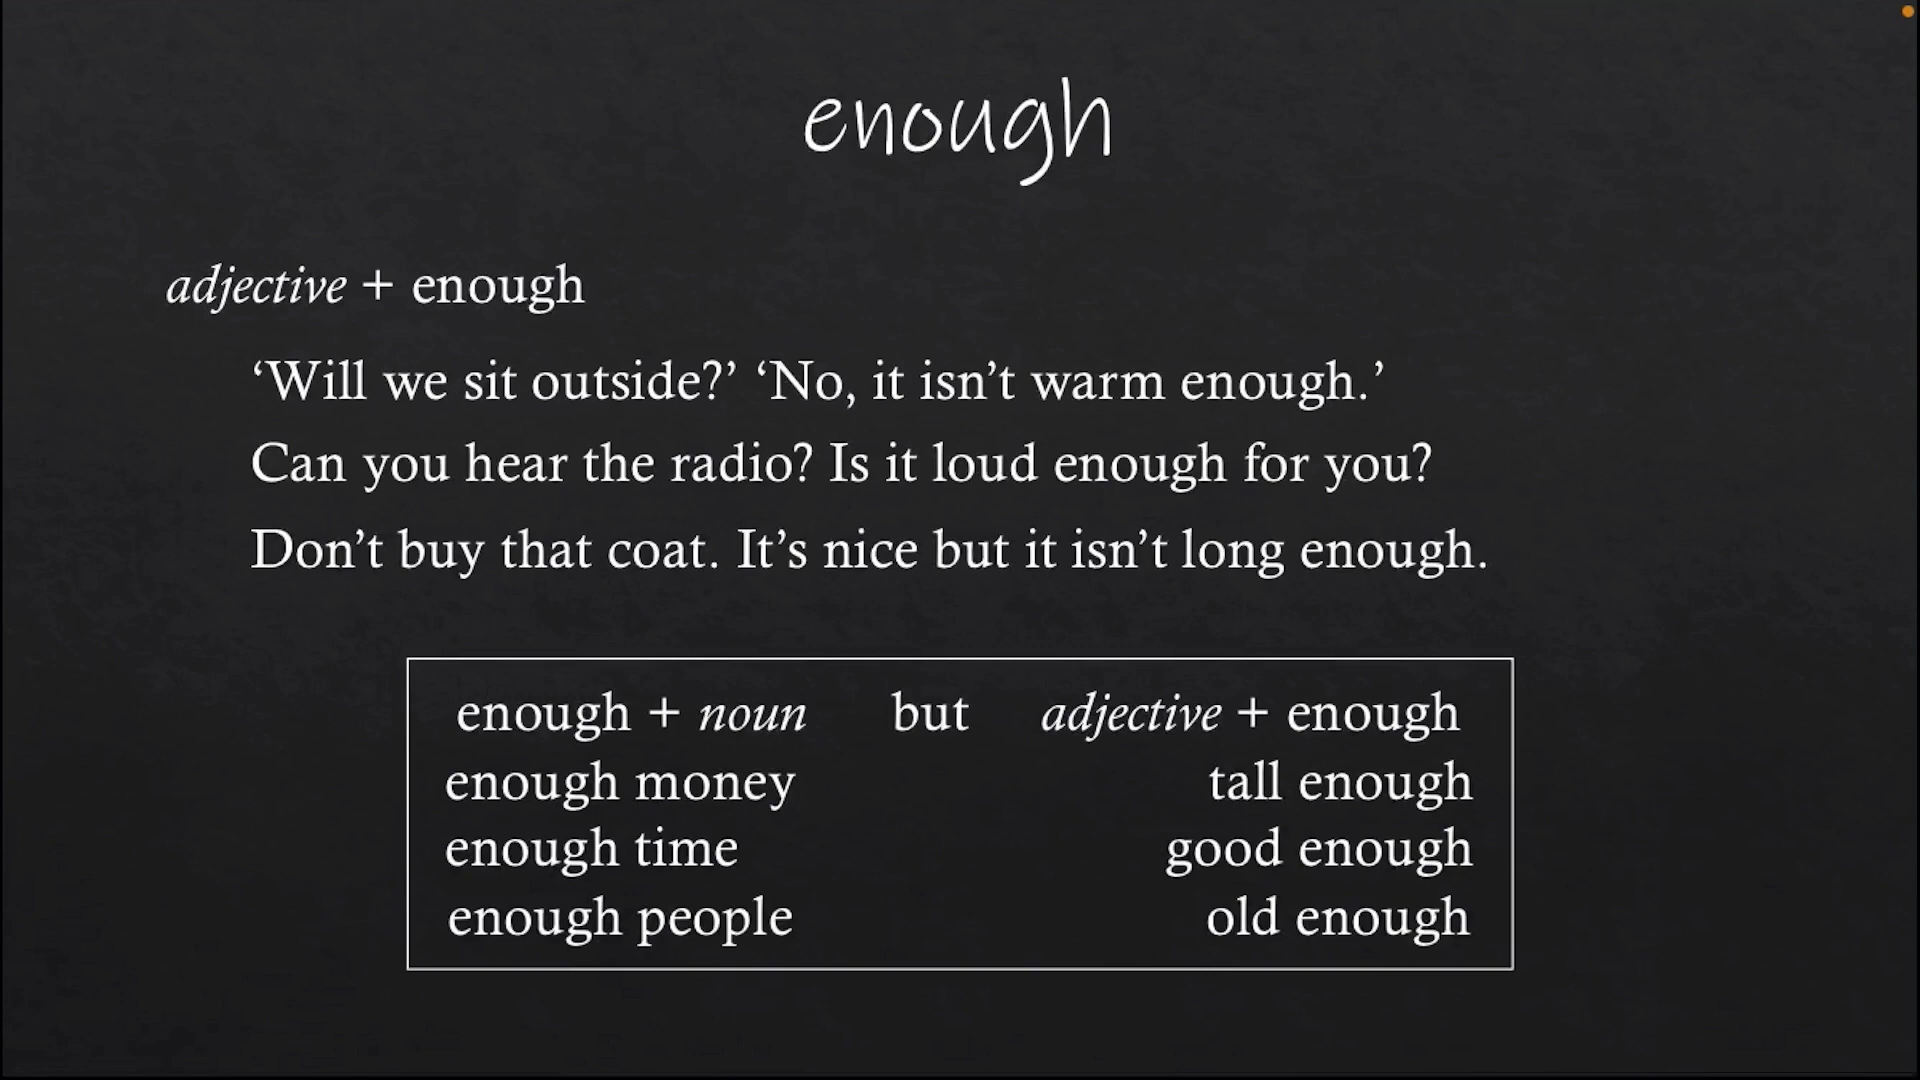 enough
adjective + enough
‘Will we sit outside?’ ‘No, it isn’t warm enough.’
Can you hear the radio? Is it loud enough for you?
Don’t buy that coat. It’s nice but it isn’t long enough.
enough + noun but adjective + enough
enough money tall enough
enough time good enough
enough people old enough